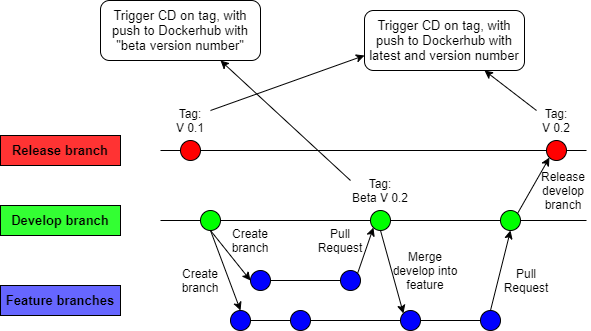 Trigger CD on tag, with
push to Dockerhub with
"beta version number"
Trigger CD on tag, with
push to Dockerhub with
latest and version number
Tag:
V 0.1
Tag:
V 0.2
Release branch
Release
develop
branch
Tag:
Beta V 0.2
Develop branch
Create
branch
Pull
Request
Create
branch
Merge
develop into
feature
Pull
Request
Feature branches